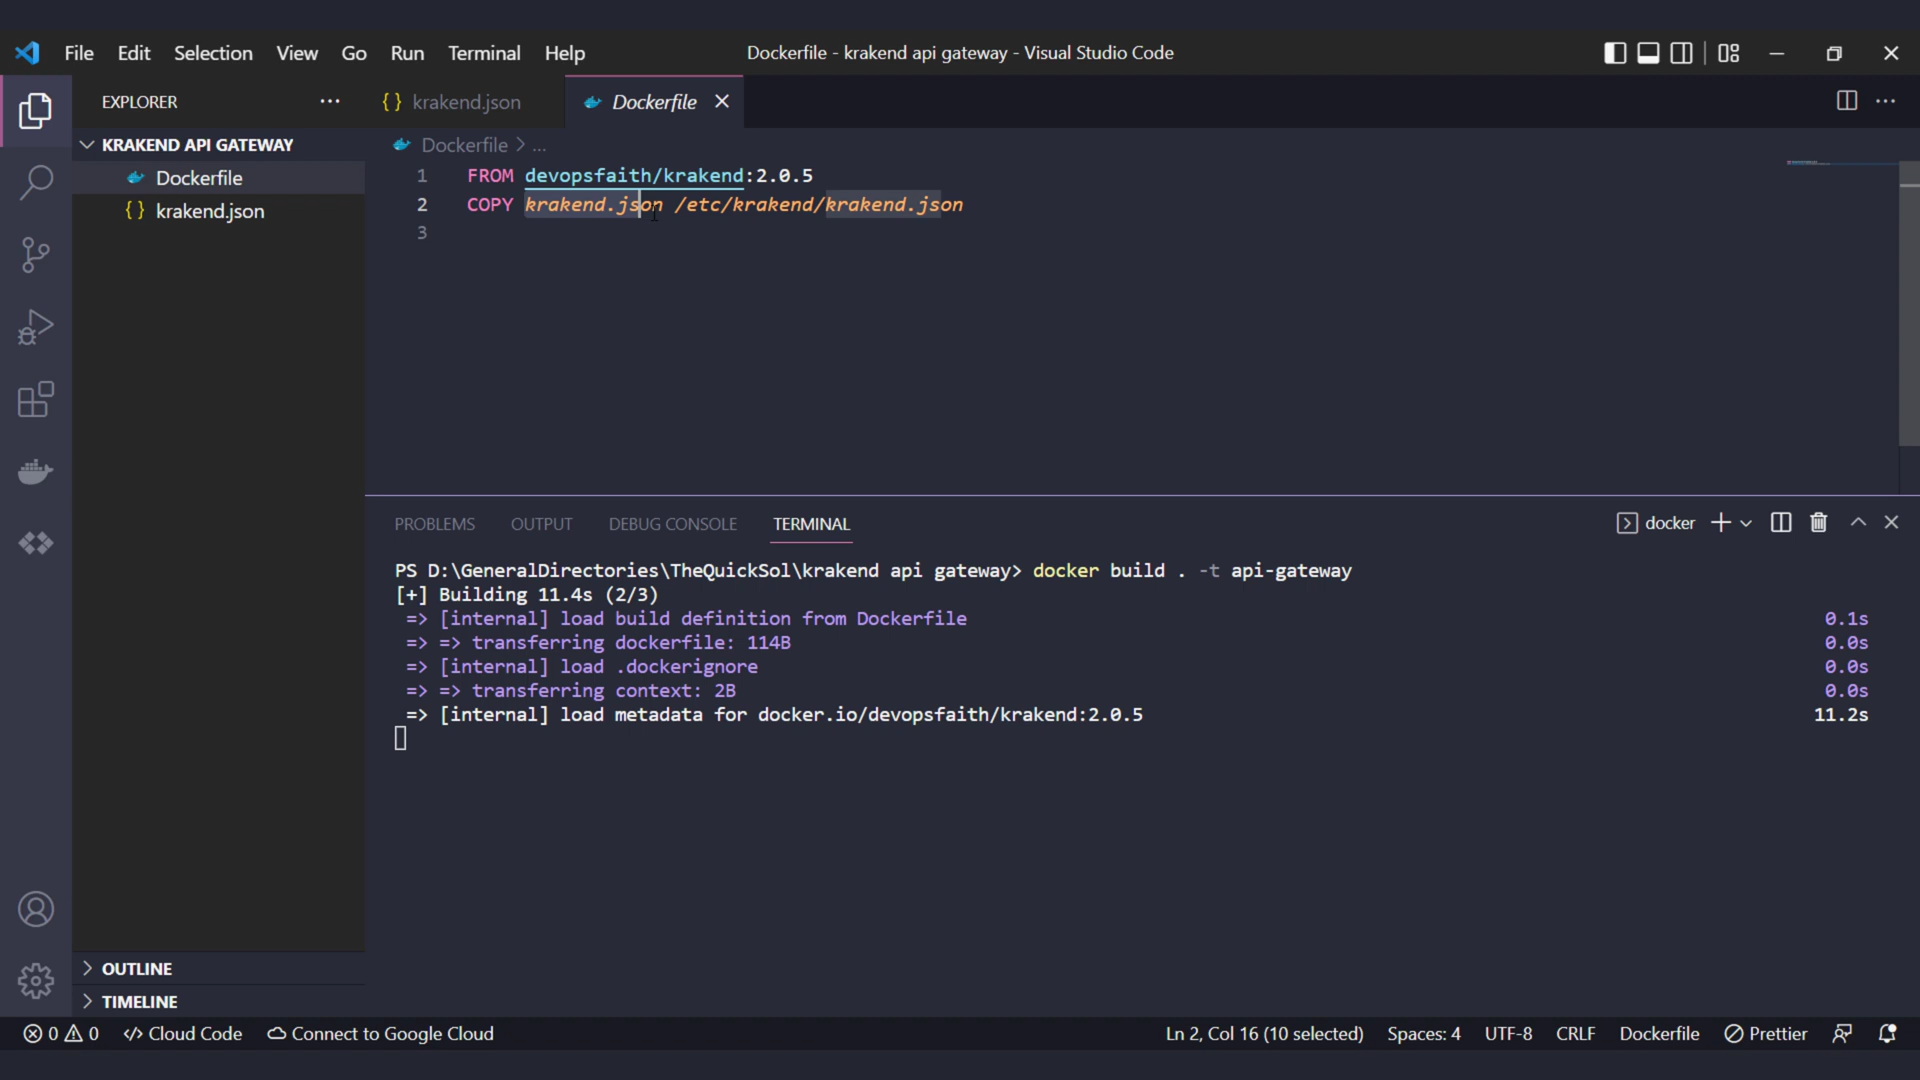 File Edit Selection View Go Run Terminal Help
Dockerfile - krakend api gateway - Visual Studio Code
EXPLORER
krakend.json
Dockerfile
KRAKEND API GATEWAY
Dockerfile
krakend.json
Dockerfile > ...
1 FROM devopsfaith/krakend:2.0.5
2 COPY krakend.json /etc/krakend/krakend.json
3
PROBLEMS OUTPUT DEBUG CONSOLE TERMINAL
docker
PS D:\GeneralDirectories\TheQuickSol\krakend api gateway> docker build . -t api-gateway
[+] Building 11.4s (2/3)
=> [internal] load build definition from Dockerfile 0.1s
=> => transferring dockerfile: 114B 0.0s
=> [internal] load .dockerignore 0.0s
=> => transferring context: 2B 0.0s
=> [internal] load metadata for docker.io/devopsfaith/krakend:2.0.5 11.2s
OUTLINE
TIMELINE
0 0 Cloud Code Connect to Google Cloud
Ln 2, Col 16 (10 selected) Spaces: 4 UTF-8 CRLF Dockerfile Prettier